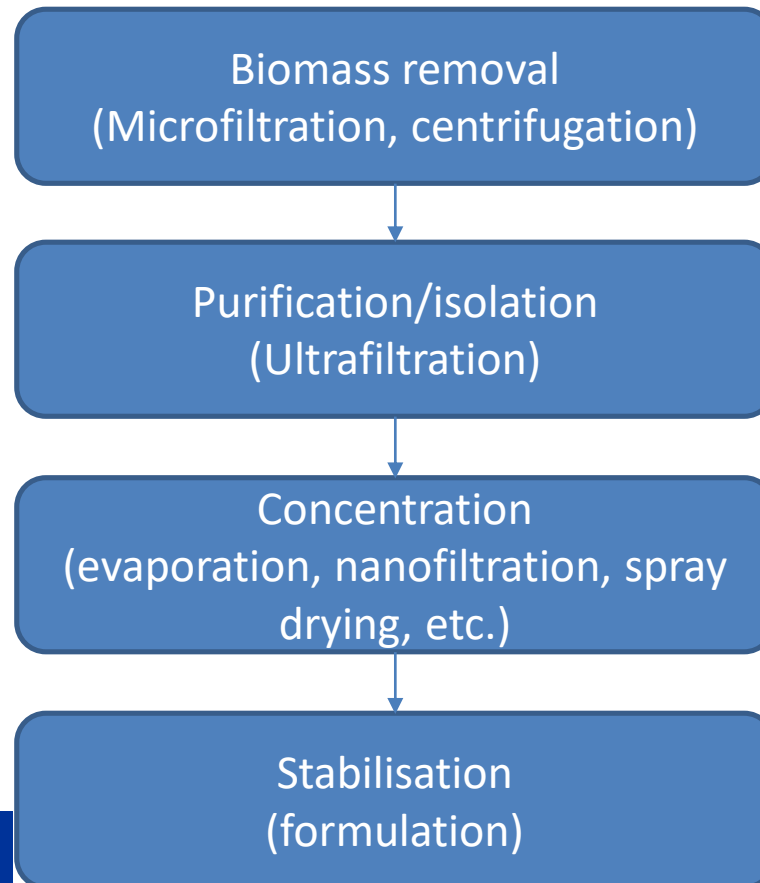 Biomass removal
(Microfiltration, centrifugation)
Purification/isolation
(Ultrafiltration)
Concentration
(evaporation, nanofiltration, spray
drying, etc.)
Stabilisation
(formulation)